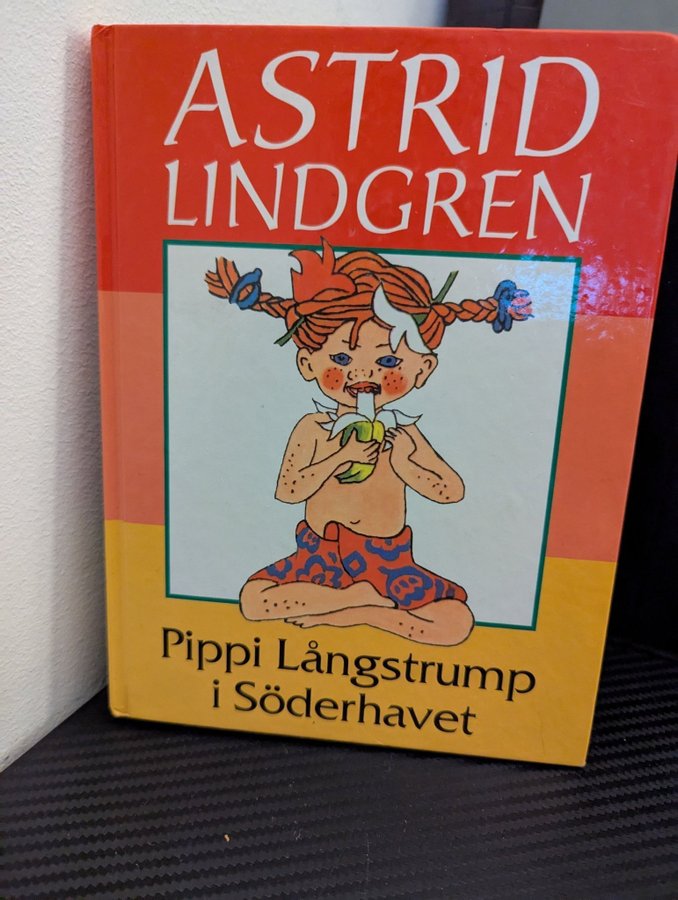 ASTRID
LINDGREN
Pippi Långstrump
i Söderhavet